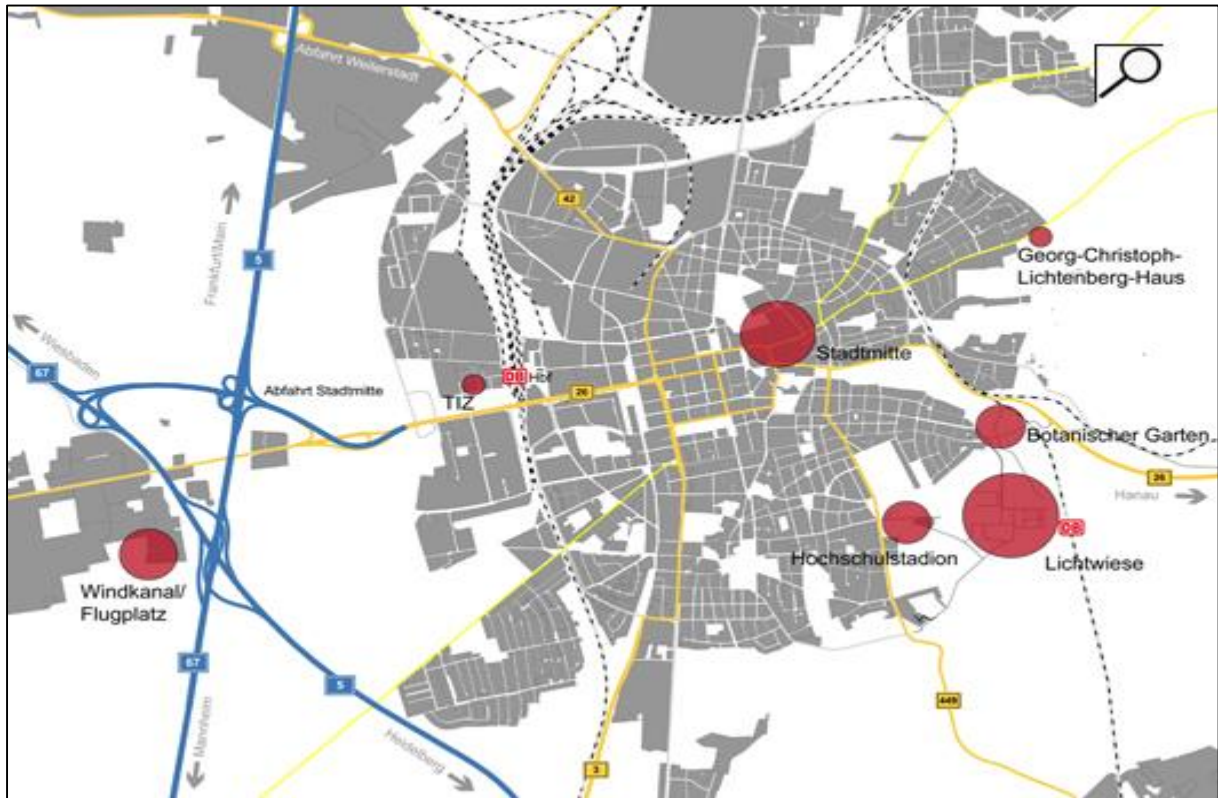 Abfahrt Weiterstadt
Frankfurt/Main
5
42
Georg-Christoph-
Lichtenberg-Haus
Wiesbaden
67
Abfahrt Stadtmitte
Stadtmitte
DB Hbf
TIZ
26
Botanischer Garten
26
Hanau
Hochschulstadion
DB
Lichtwiese
Windkanal/
Flugplatz
67
5
449
Mannheim
Heidelberg
3